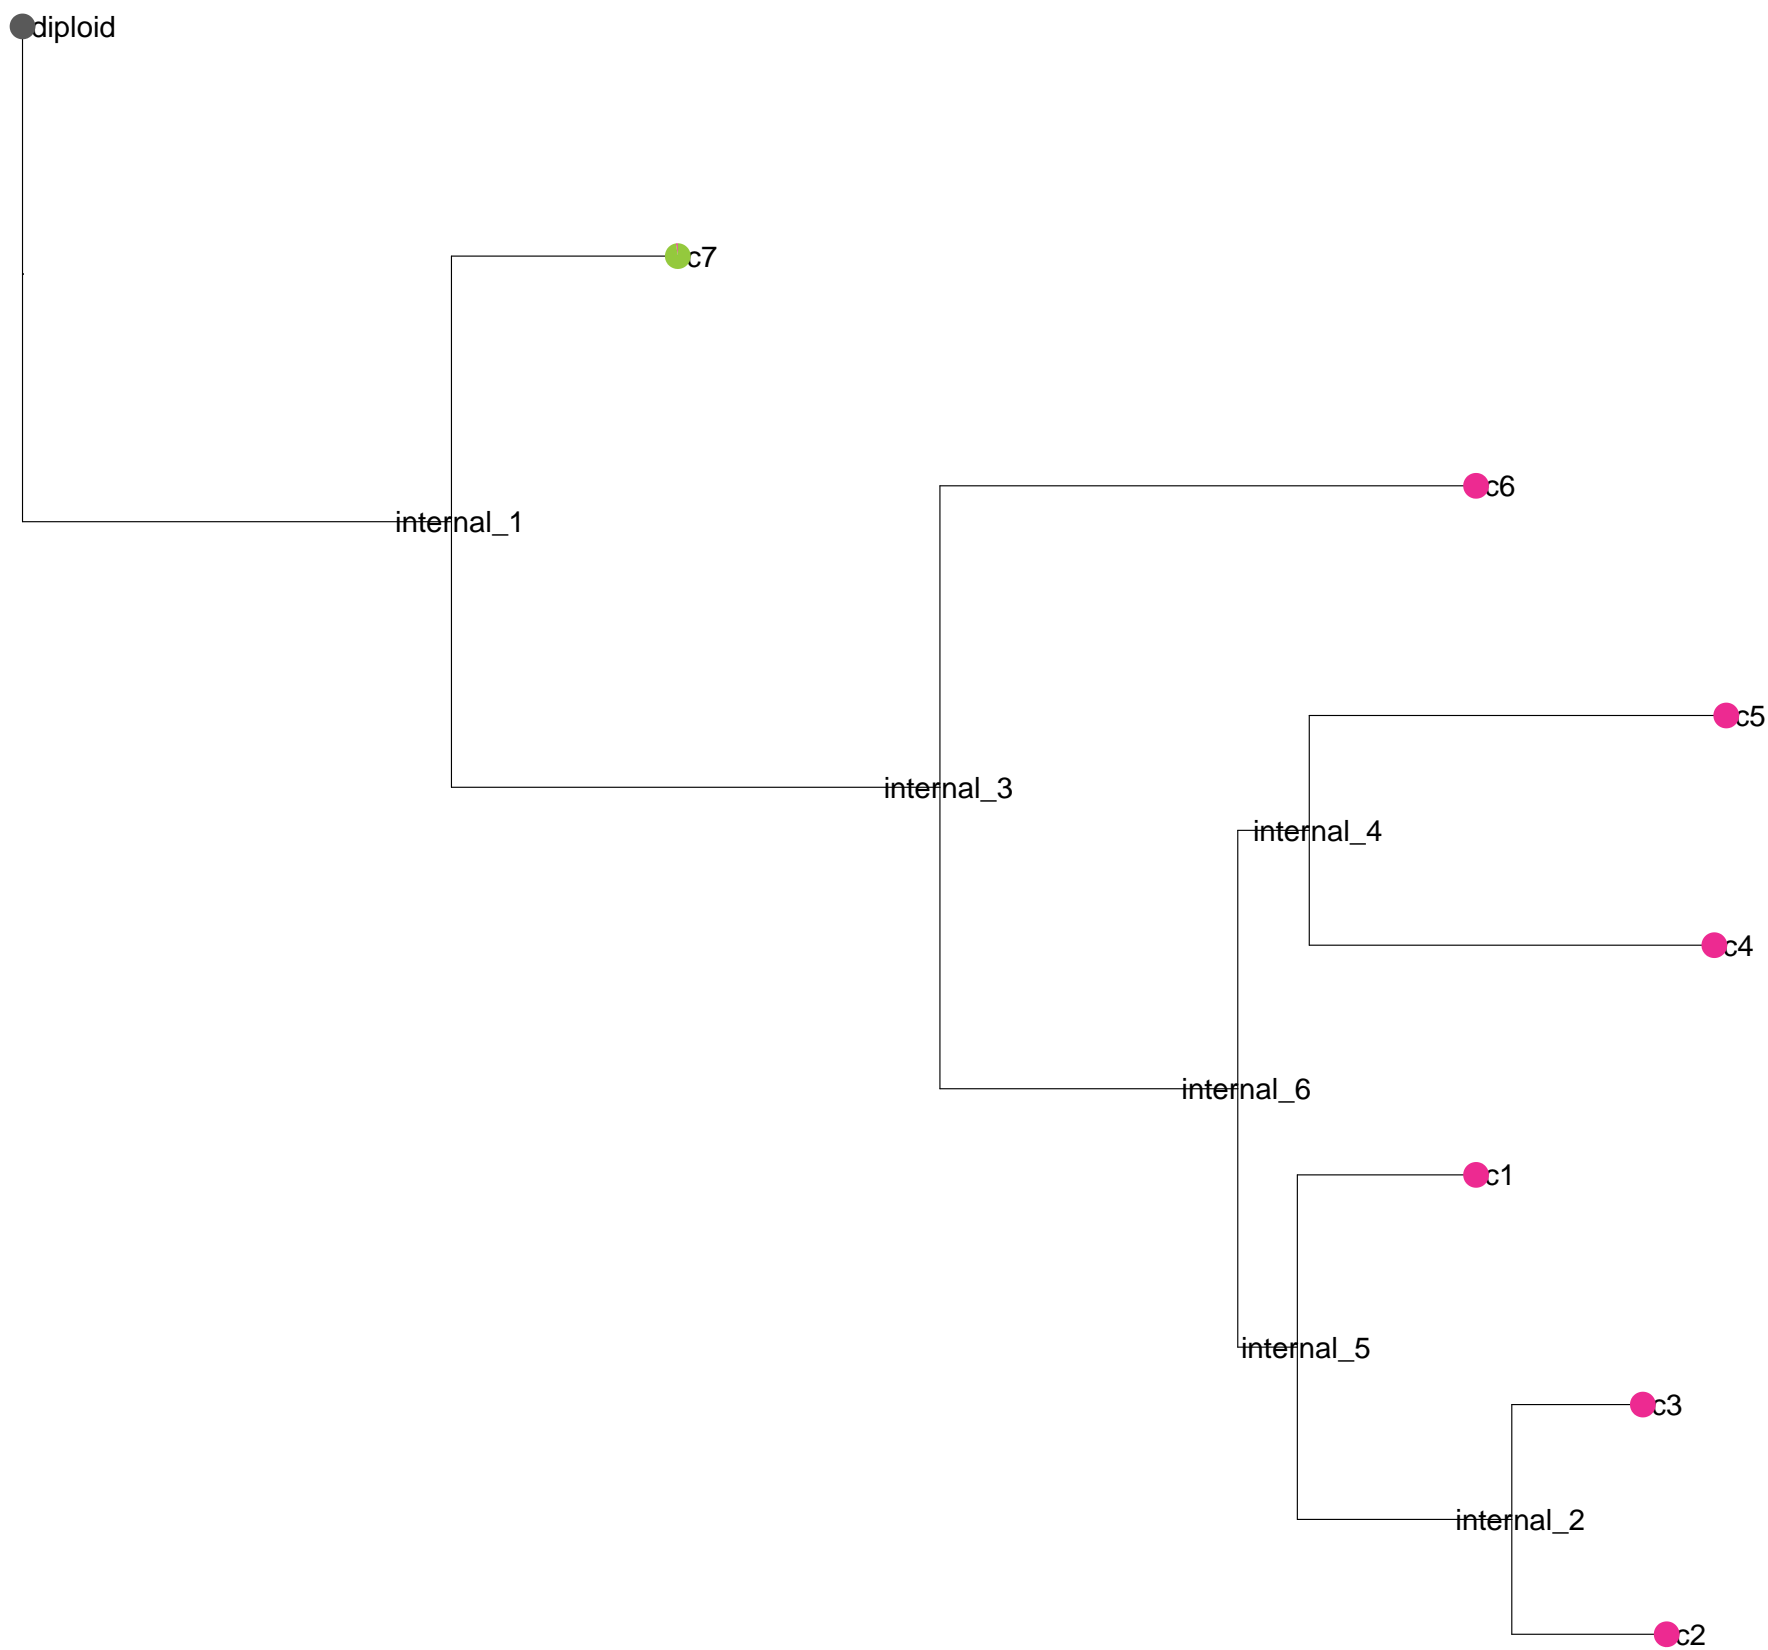 diploid
c7
c6
internal_1
c5
internal_3
internal_4
c4
internal_6
c1
internal_5
c3
internal_2
c2